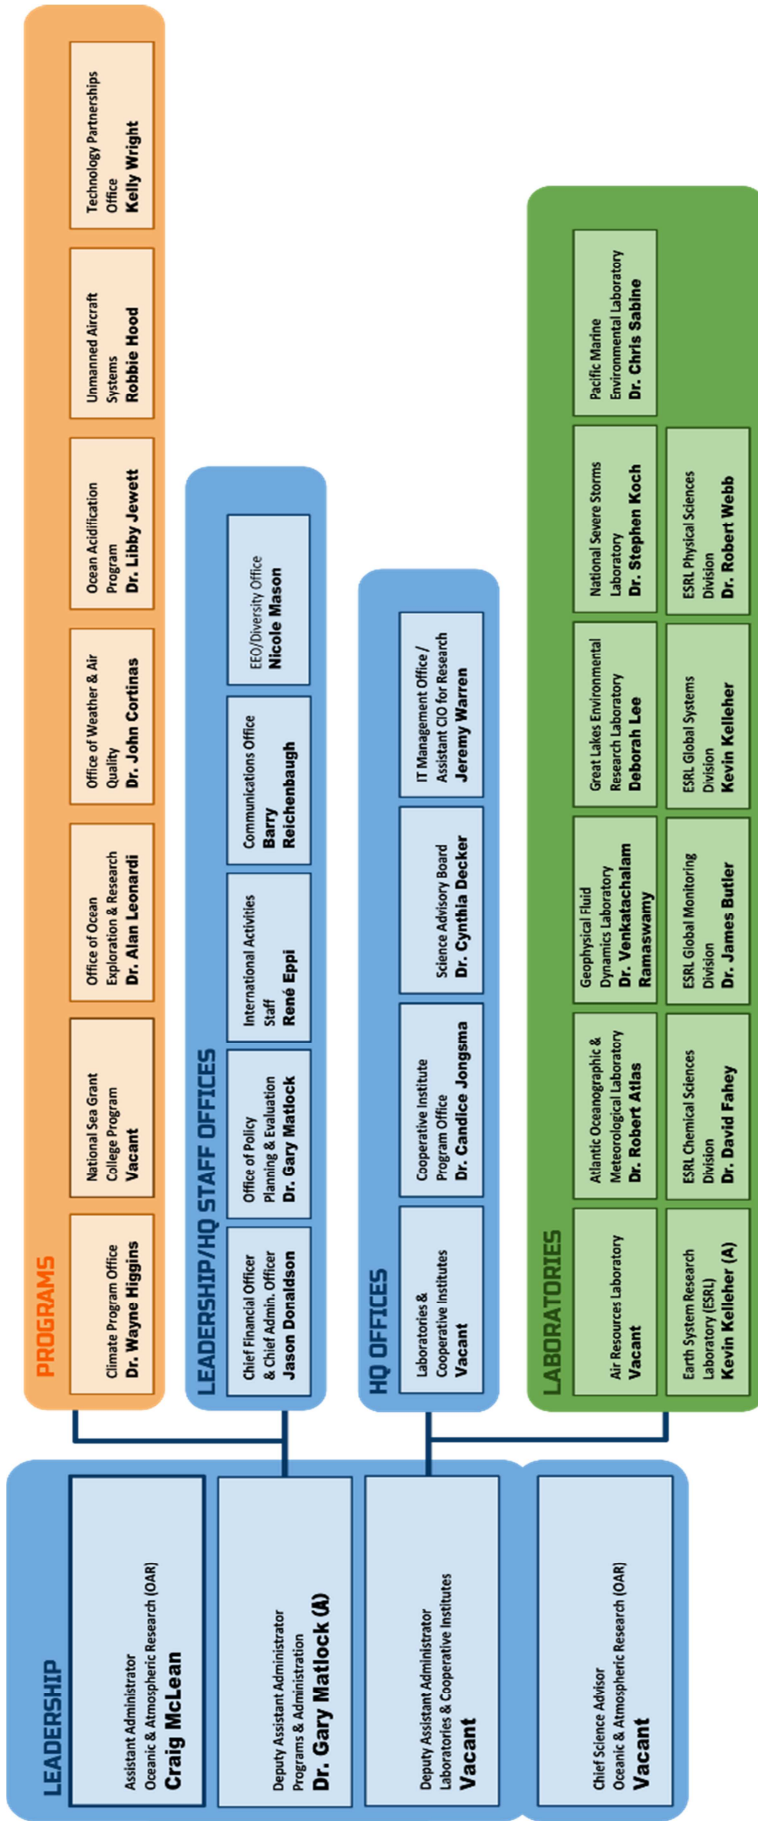 LEADERSHIP
Assistant Administrator
Oceanic & Atmospheric Research (OAR)
Craig McLean
Deputy Assistant Administrator
Programs & Administration
Dr. Gary Matlock (A)
Deputy Assistant Administrator
Laboratories & Cooperative Institutes
Vacant
Chief Science Advisor
Oceanic & Atmospheric Research (OAR)
Vacant
PROGRAMS
Climate Program Office
Dr. Wayne Higgins
National Sea Grant
College Program
Vacant
Office of Ocean
Exploration & Research
Dr. Alan Leonardi
Office of Weather & Air
Quality
Dr. John Cortinas
Ocean Acidification
Program
Dr. Libby Jewett
Unmanned Aircraft
Systems
Robbie Hood
Technology Partnerships
Office
Kelly Wright
LEADERSHIP/HQ STAFF OFFICES
Chief Financial Officer
& Chief Admin. Officer
Jason Donaldson
Office of Policy
Planning & Evaluation
Dr. Gary Matlock
International Activities
Staff
René Eppi
Communications Office
Barry
Reichenbaugh
EEO/Diversity Office
Nicole Mason
HQ OFFICES
Laboratories &
Cooperative Institutes
Vacant
Cooperative Institute
Program Office
Dr. Candice Jongsma
Science Advisory Board
Dr. Cynthia Decker
IT Management Office /
Assistant CIO for Research
Jeremy Warren
LABORATORIES
Air Resources Laboratory
Vacant
Atlantic Oceanographic &
Meteorological Laboratory
Dr. Robert Atlas
Geophysical Fluid
Dynamics Laboratory
Dr. Venkatachalam
Ramaswamy
Great Lakes Environmental
Research Laboratory
Deborah Lee
National Severe Storms
Laboratory
Dr. Stephen Koch
Pacific Marine
Environmental Laboratory
Dr. Chris Sabine
Earth System Research
Laboratory (ESRL)
Kevin Kelleher (A)
ESRL Chemical Sciences
Division
Dr. David Fahey
ESRL Global Monitoring
Division
Dr. James Butler
ESRL Global Systems
Division
Kevin Kelleher
ESRL Physical Sciences
Division
Dr. Robert Webb